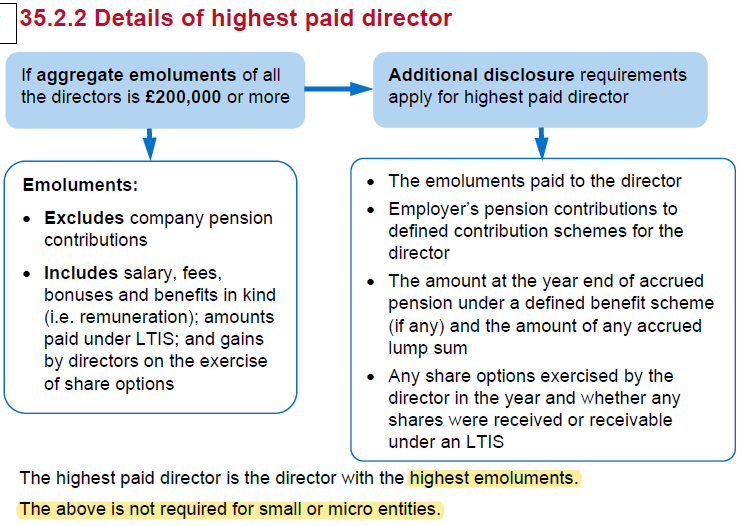 35.2.2 Details of highest paid director
If aggregate emoluments of all
the directors is £200,000 or more
Additional disclosure requirements
apply for highest paid director
Emoluments:
• Excludes company pension
contributions
• Includes salary, fees,
bonuses and benefits in kind
(i.e. remuneration); amounts
paid under LTIS; and gains
by directors on the exercise
of share options
• The emoluments paid to the director
• Employer's pension contributions to
defined contribution schemes for the
director
• The amount at the year end of accrued
pension under a defined benefit scheme
(if any) and the amount of any accrued
lump sum
• Any share options exercised by the
director in the year and whether any
shares were received or receivable
under an LTIS
The highest paid director is the director with the highest emoluments.
The above is not required for small or micro entities.